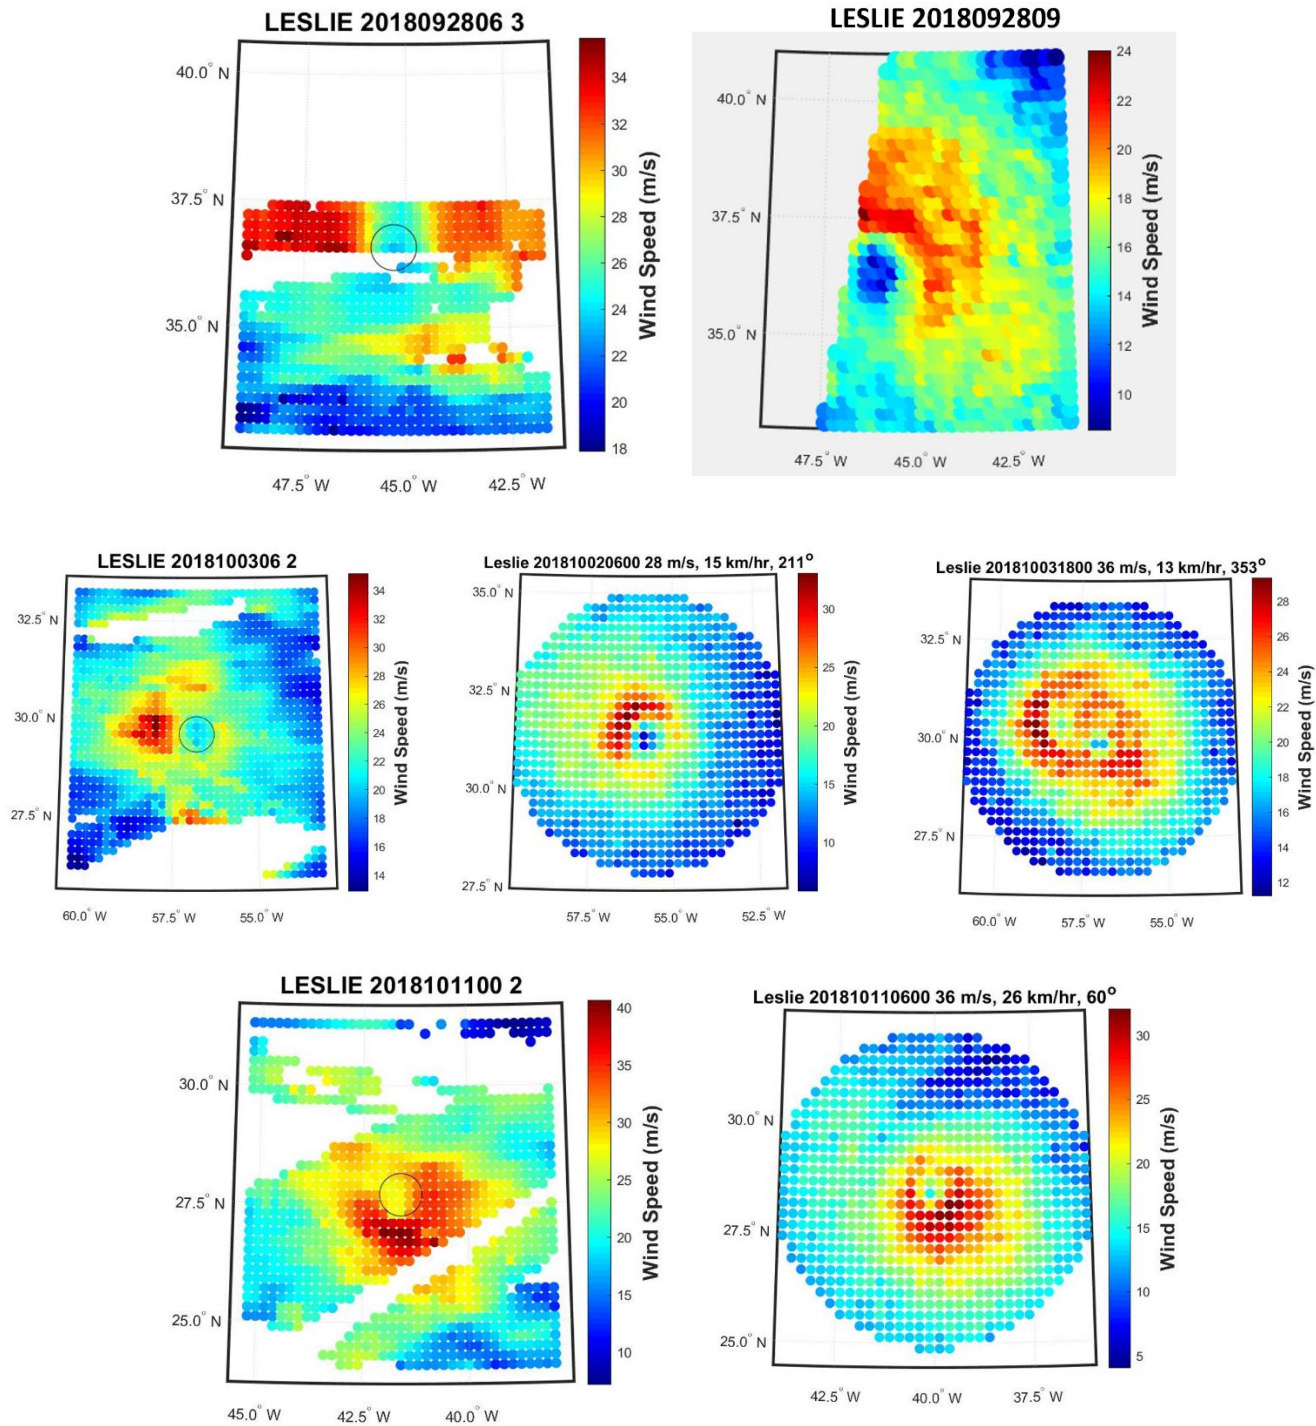 LESLIE 2018092806 3
40.0° N
37.5° N
35.0° N
47.5° W 45.0° W 42.5° W
34
32
30
28
26
24
22
20
18
Wind Speed (m/s)
LESLIE 2018092809
40.0° N
37.5° N
35.0° N
47.5° W 45.0° W 42.5° W
24
22
20
18
16
14
12
10
Wind Speed (m/s)
LESLIE 2018100306 2
32.5° N
30.0° N
27.5° N
60.0° W 57.5° W 55.0° W
34
32
30
28
26
24
22
20
18
16
14
Wind Speed (m/s)
Leslie 201810020600 28 m/s, 15 km/hr, 211°
35.0° N
32.5° N
30.0° N
27.5° N
57.5° W 55.0° W 52.5° W
30
25
20
15
10
Wind Speed (m/s)
Leslie 201810031800 36 m/s, 13 km/hr, 353°
32.5° N
30.0° N
27.5° N
60.0° W 57.5° W 55.0° W
28
26
24
22
20
18
16
14
12
Wind Speed (m/s)
LESLIE 2018101100 2
30.0° N
27.5° N
25.0° N
45.0° W 42.5° W 40.0° W
40
35
30
25
20
15
10
Wind Speed (m/s)
Leslie 201810110600 36 m/s, 26 km/hr, 60°
30.0° N
27.5° N
25.0° N
42.5° W 40.0° W 37.5° W
30
25
20
15
10
5
Wind Speed (m/s)